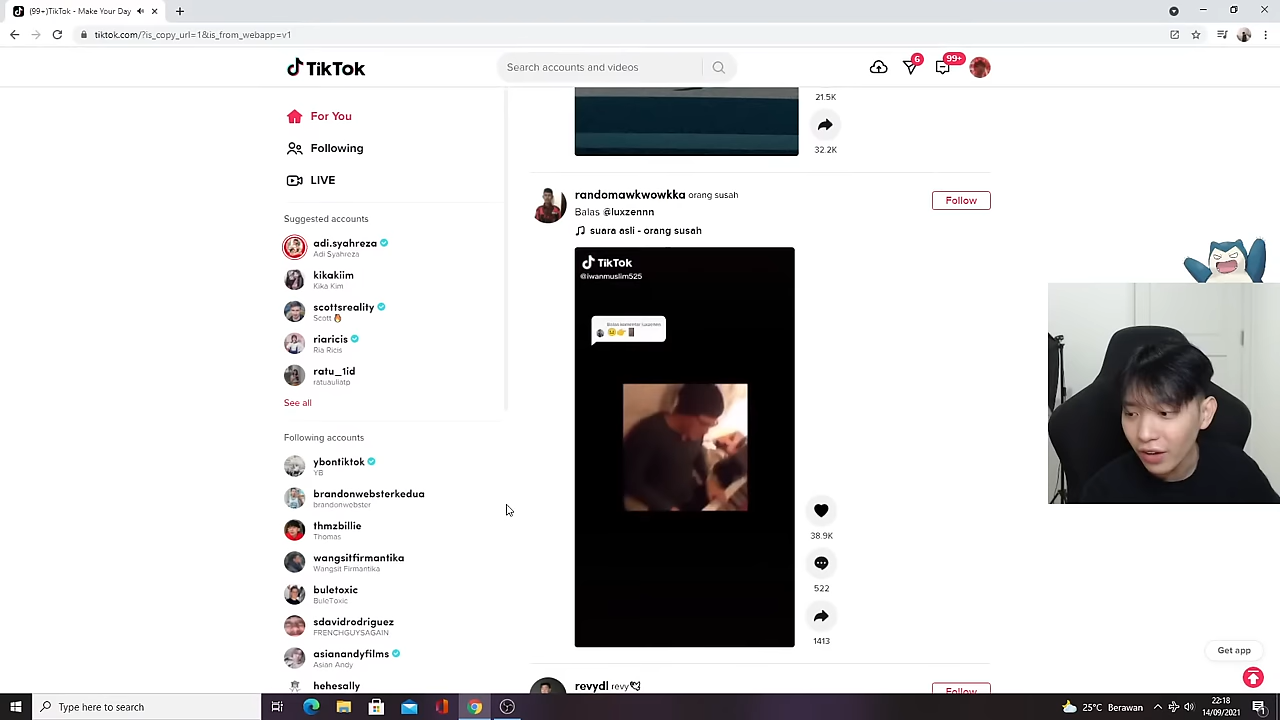 (99+)TikTok - Make Your Day
tiktok.com/?is_copy_url=1&is_from_webapp=v1
TikTok
Search accounts and videos
6
99+
For You
Following
LIVE
Suggested accounts
adi.syahreza
Adi Syahreza
kikakiim
Kika Kim
scottsreality
Scott
riaricis
Ria Ricis
ratu_1id
ratuauliatp
See all
Following accounts
ybontiktok
YB
brandonwebsterkedua
brandonwebster
thmzbillie
Thomas
wangsitfirmantika
Wangsit Firmantika
buletoxic
BuleToxic
sdavidrodriguez
FRENCHGUYSAGAIN
asianandyfilms
Asian Andy
hehesally
21.5K
32.2K
randomawkwowkka orang susah
Follow
Balas @luxzennn
suara asli - orang susah
TikTok
@iwanmuslim525
38.9K
522
1413
revydl revy
Follow
Get app
Type here to search
25°C Berawan
22:18
14/09/2021